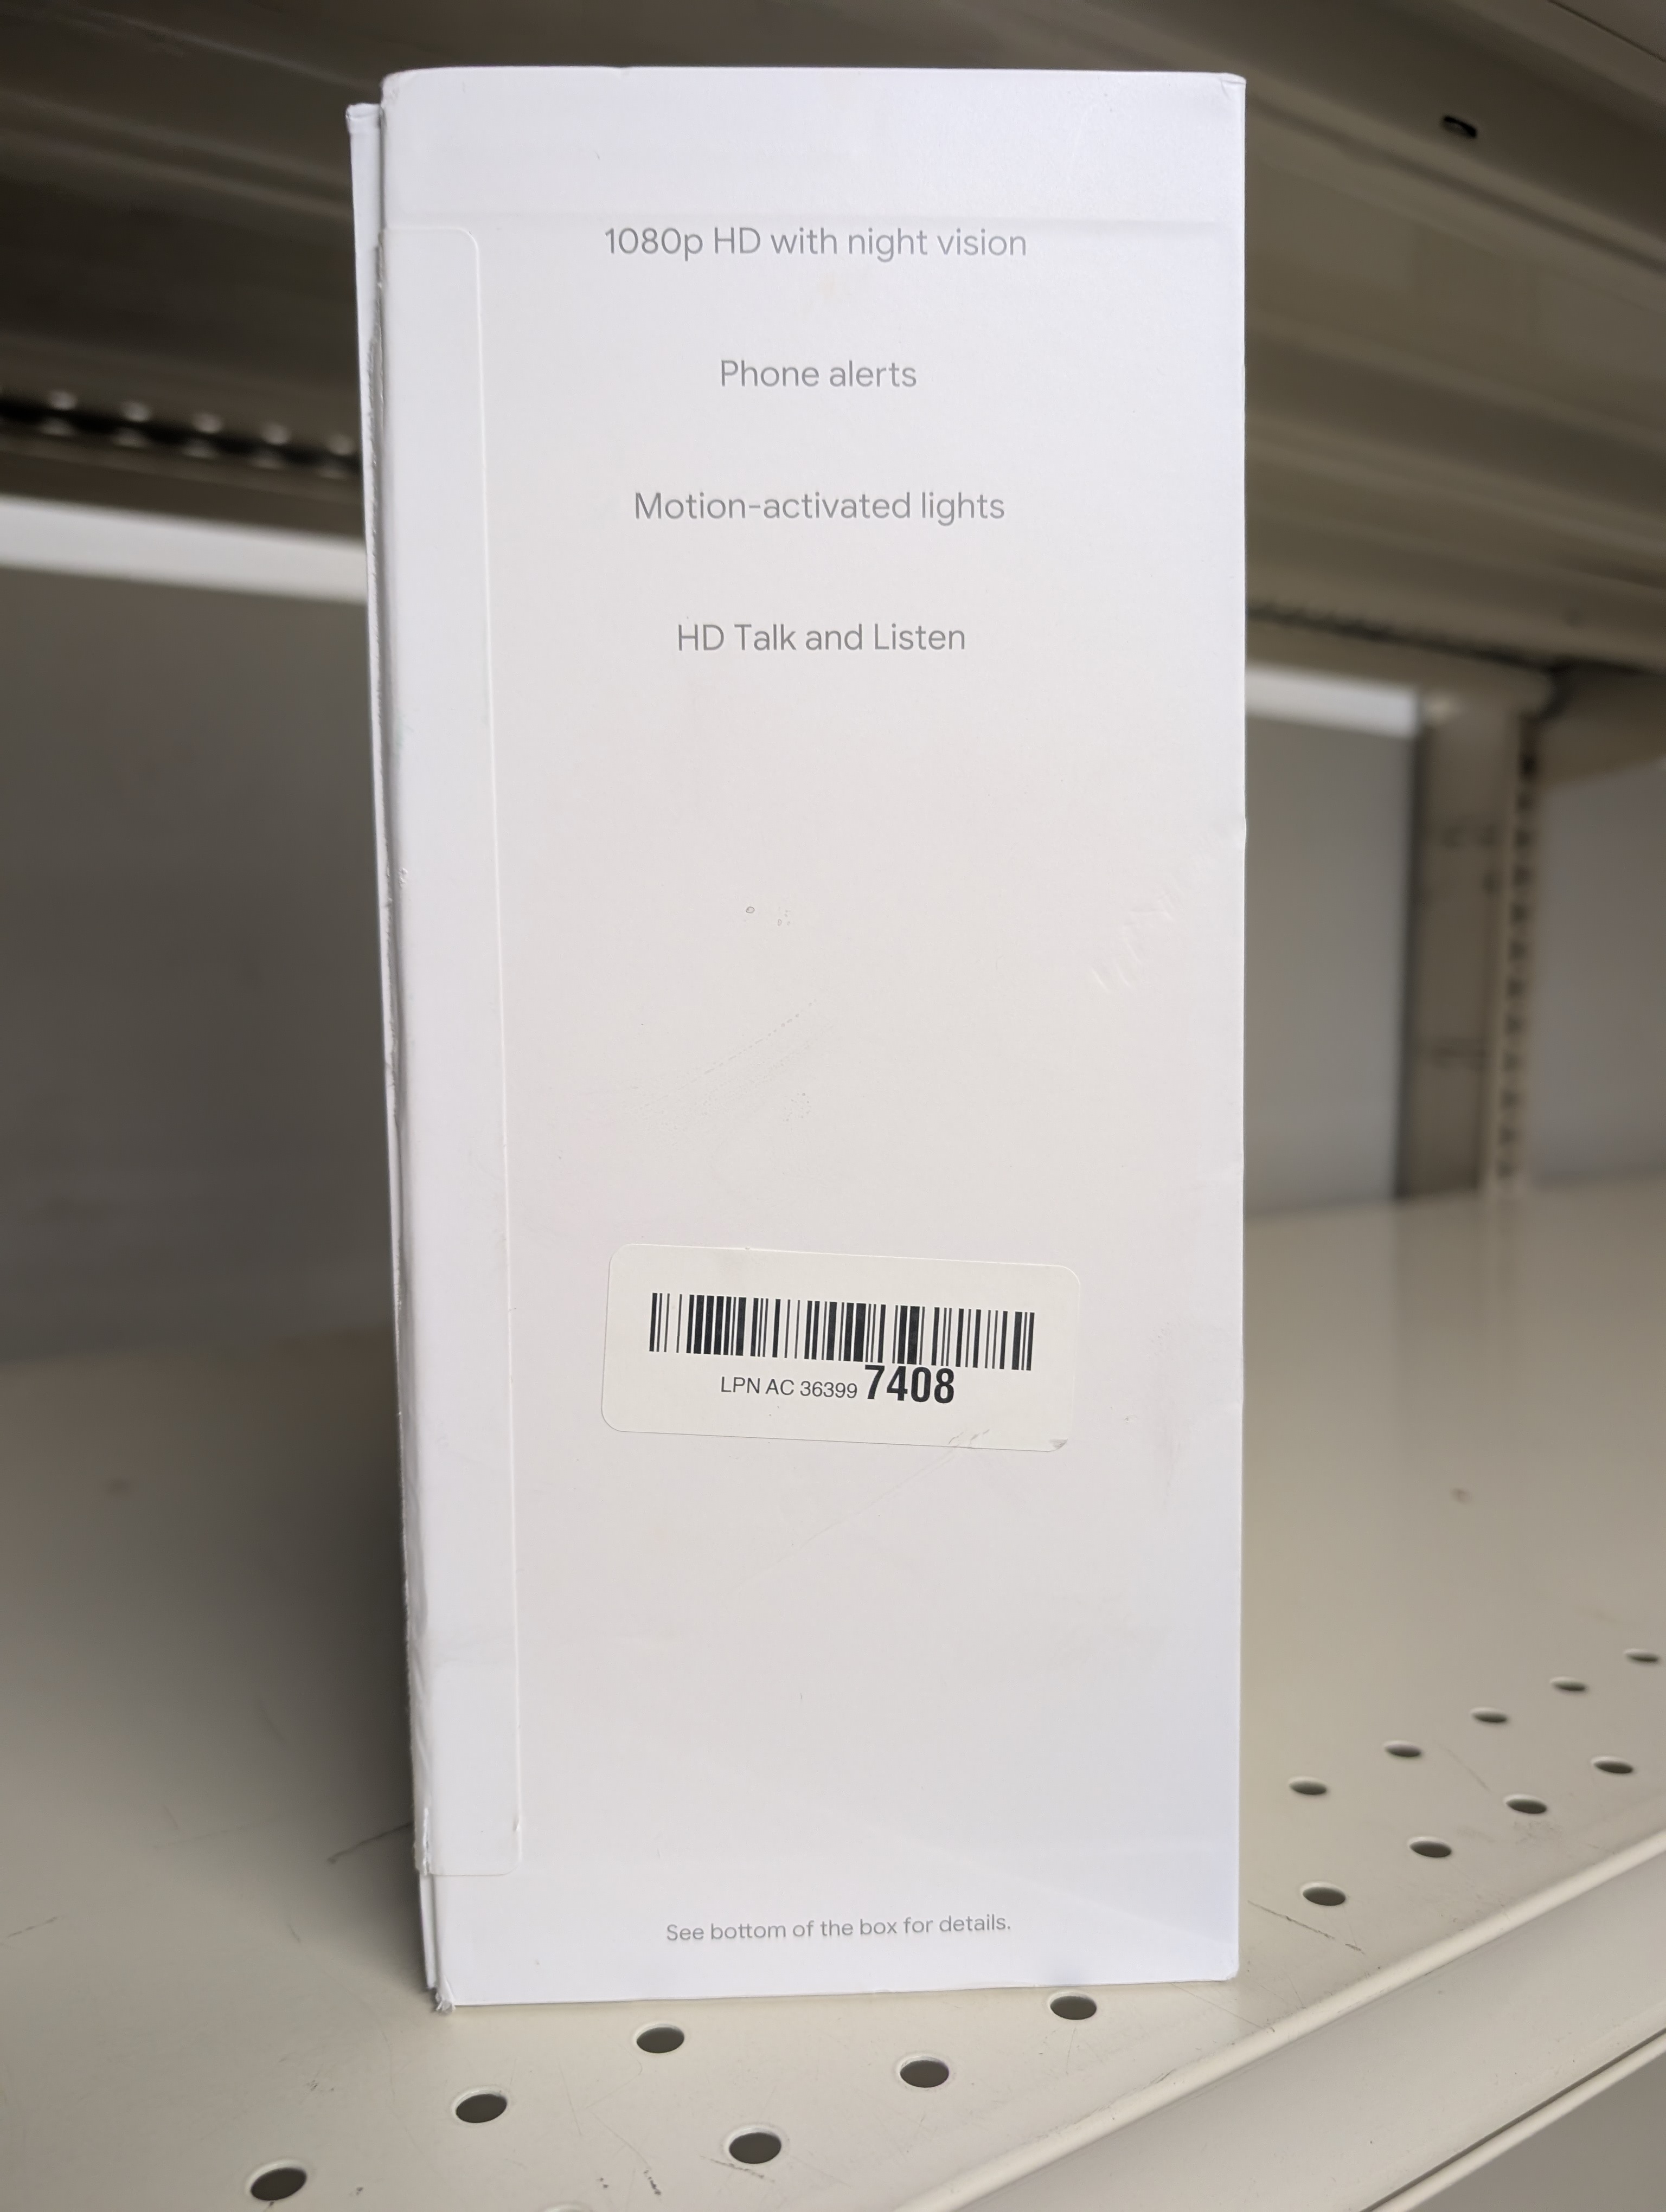 1080p HD with night vision
Phone alerts
Motion-activated lights
HD Talk and Listen
LPN AC 36399 7408
See bottom of the box for details.